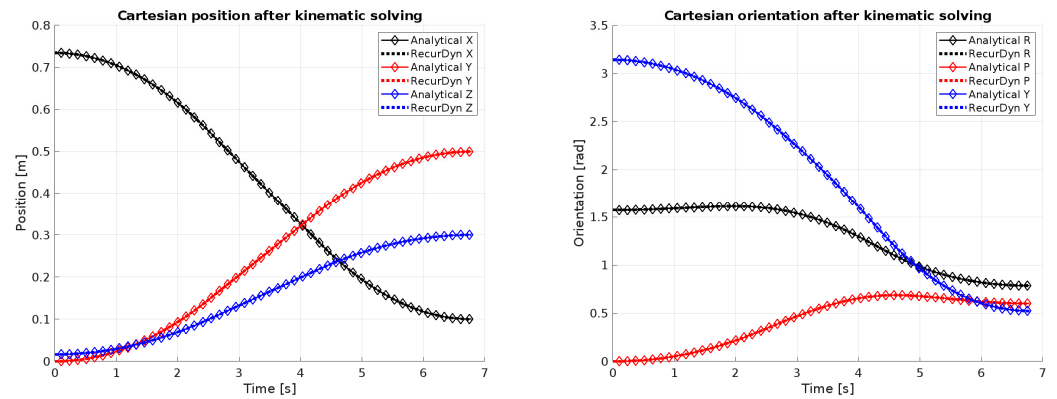 Cartesian position after kinematic solving
0.8
0.7
0.6
0.5
0.4
0.3
0.2
0.1
0
Position [m]
Analytical X
RecurDyn X
Analytical Y
RecurDyn Y
Analytical Z
RecurDyn Z
0 1 2 3 4 5 6 7
Time [s]
Cartesian orientation after kinematic solving
3.5
3
2.5
2
1.5
1
0.5
0
Orientation [rad]
Analytical R
RecurDyn R
Analytical P
RecurDyn P
Analytical Y
RecurDyn Y
0 1 2 3 4 5 6 7
Time [s]